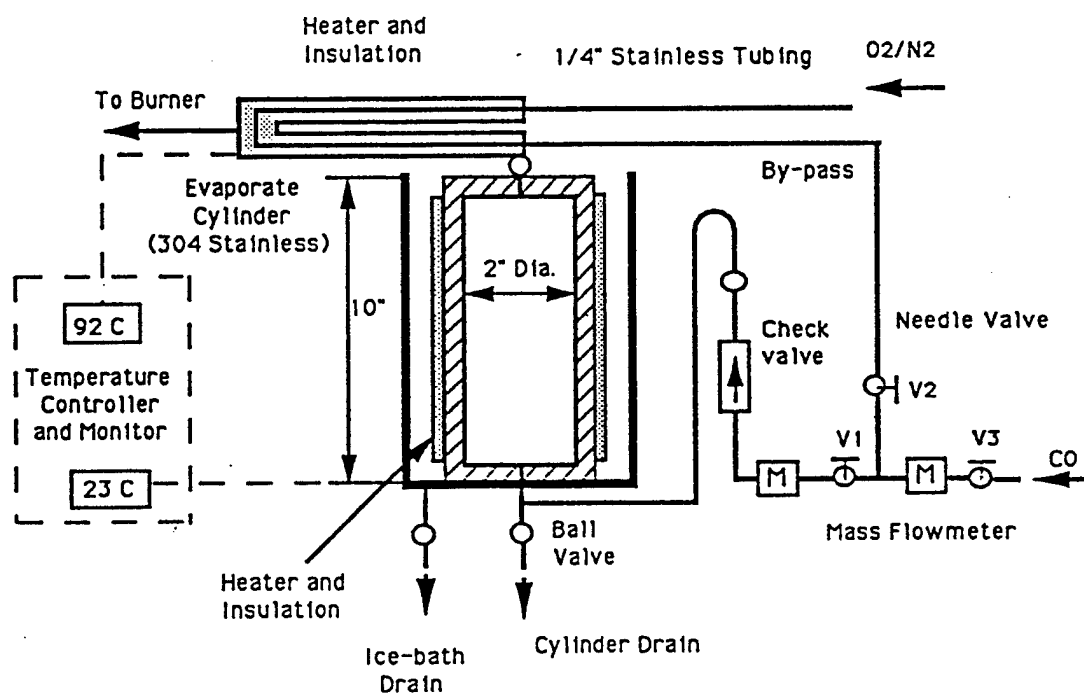 Heater and
Insulation
1/4" Stainless Tubing
O2/N2
To Burner
By-pass
Evaporate
Cylinder
(304 Stainless)
2" Dia.
10"
92 C
Temperature
Controller
and Monitor
23 C
Check
valve
Needle Valve
V2
V1
V3
M
M
CO
Mass Flowmeter
Ball
Valve
Heater and
Insulation
Ice-bath
Drain
Cylinder Drain